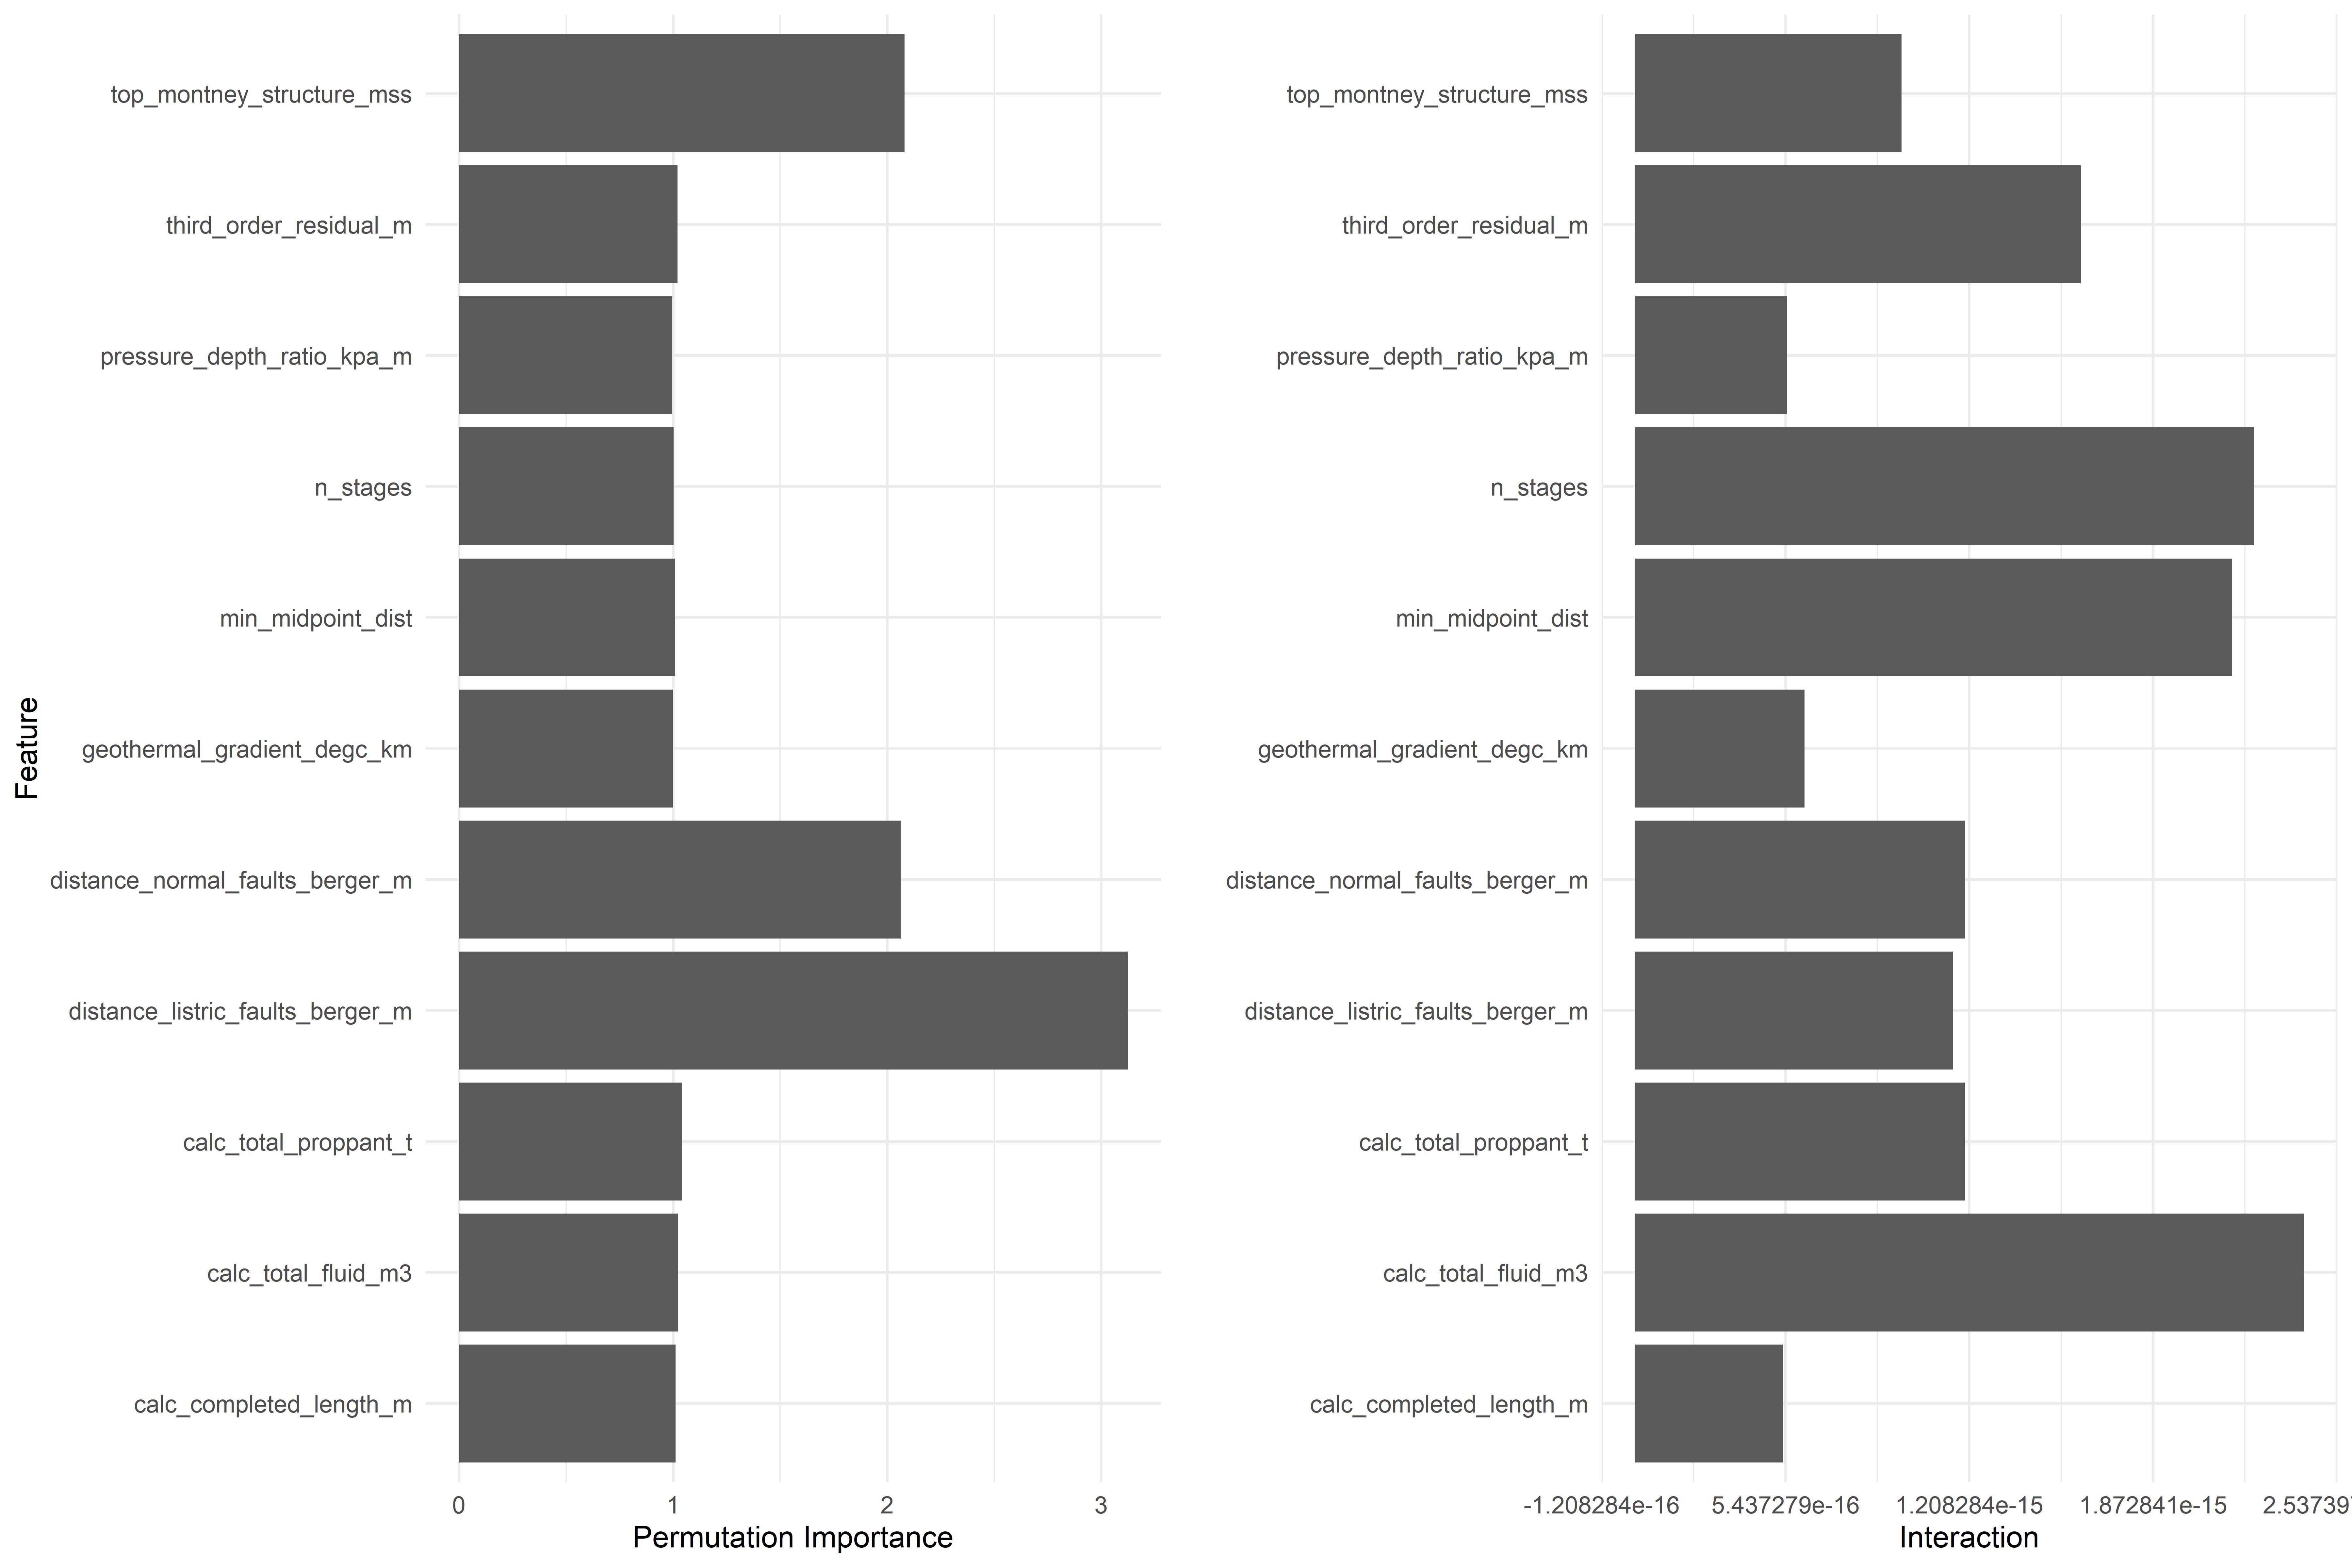 Feature
top_montney_structure_mss
third_order_residual_m
pressure_depth_ratio_kpa_m
n_stages
min_midpoint_dist
geothermal_gradient_degc_km
distance_normal_faults_berger_m
distance_listric_faults_berger_m
calc_total_proppant_t
calc_total_fluid_m3
calc_completed_length_m
0 1 2 3
Permutation Importance
top_montney_structure_mss
third_order_residual_m
pressure_depth_ratio_kpa_m
n_stages
min_midpoint_dist
geothermal_gradient_degc_km
distance_normal_faults_berger_m
distance_listric_faults_berger_m
calc_total_proppant_t
calc_total_fluid_m3
calc_completed_length_m
-1.208284e-16 5.437279e-16 1.208284e-15 1.872841e-15
Interaction